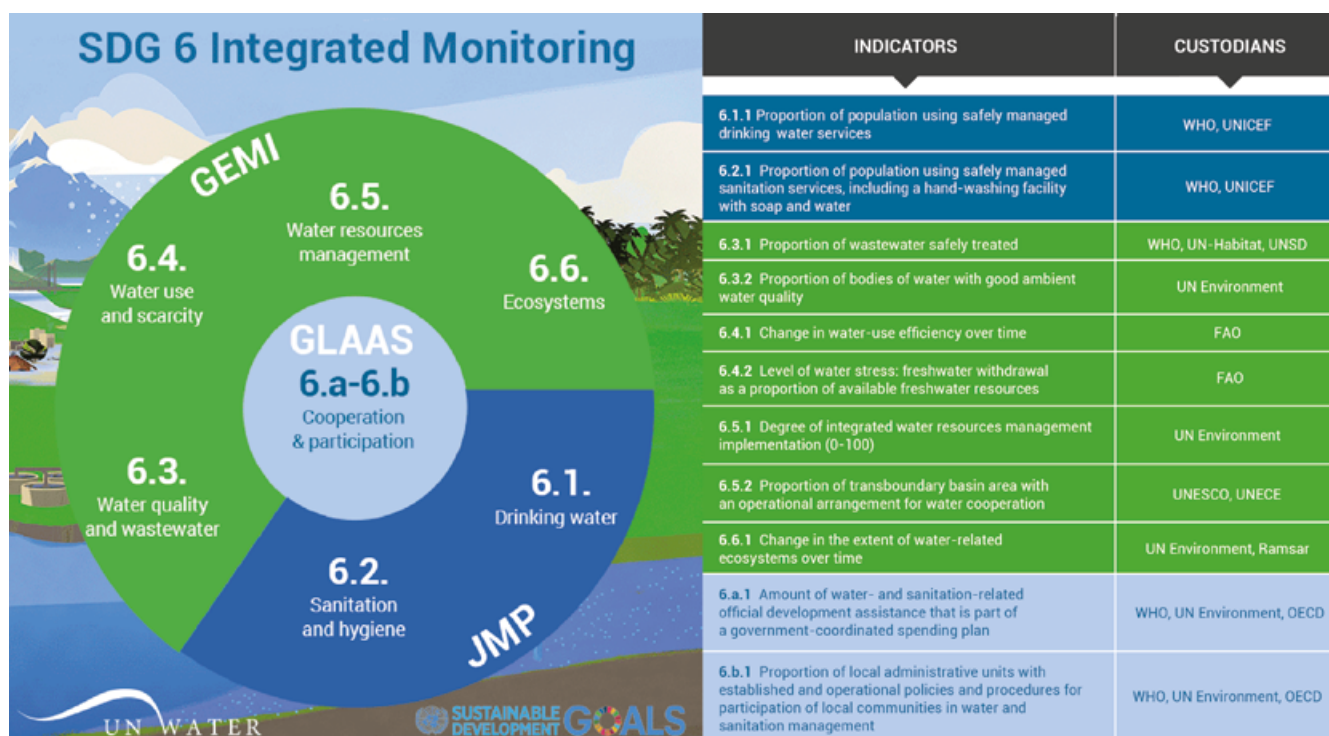 SDG 6 Integrated Monitoring
GEMI
6.5.
Water resources
management
6.4.
Water use
and scarcity
6.6.
Ecosystems
GLAAS
6.a-6.b
Cooperation
& participation
6.3.
Water quality
and wastewater
6.1.
Drinking water
6.2.
Sanitation
and hygiene
JMP
UN WATER
SUSTAINABLE
DEVELOPMENT
GOALS
INDICATORS
CUSTODIANS
6.1.1 Proportion of population using safely managed
drinking water services
WHO, UNICEF
6.2.1 Proportion of population using safely managed
sanitation services, including a hand-washing facility
with soap and water
WHO, UNICEF
6.3.1 Proportion of wastewater safely treated
WHO, UN-Habitat, UNSD
6.3.2 Proportion of bodies of water with good ambient
water quality
UN Environment
6.4.1 Change in water-use efficiency over time
FAO
6.4.2 Level of water stress: freshwater withdrawal
as a proportion of available freshwater resources
FAO
6.5.1 Degree of integrated water resources management
implementation (0-100)
UN Environment
6.5.2 Proportion of transboundary basin area with
an operational arrangement for water cooperation
UNESCO, UNECE
6.6.1 Change in the extent of water-related
ecosystems over time
UN Environment, Ramsar
6.a.1 Amount of water- and sanitation-related
official development assistance that is part of
a government-coordinated spending plan
WHO, UN Environment, OECD
6.b.1 Proportion of local administrative units with
established and operational policies and procedures for
participation of local communities in water and
sanitation management
WHO, UN Environment, OECD